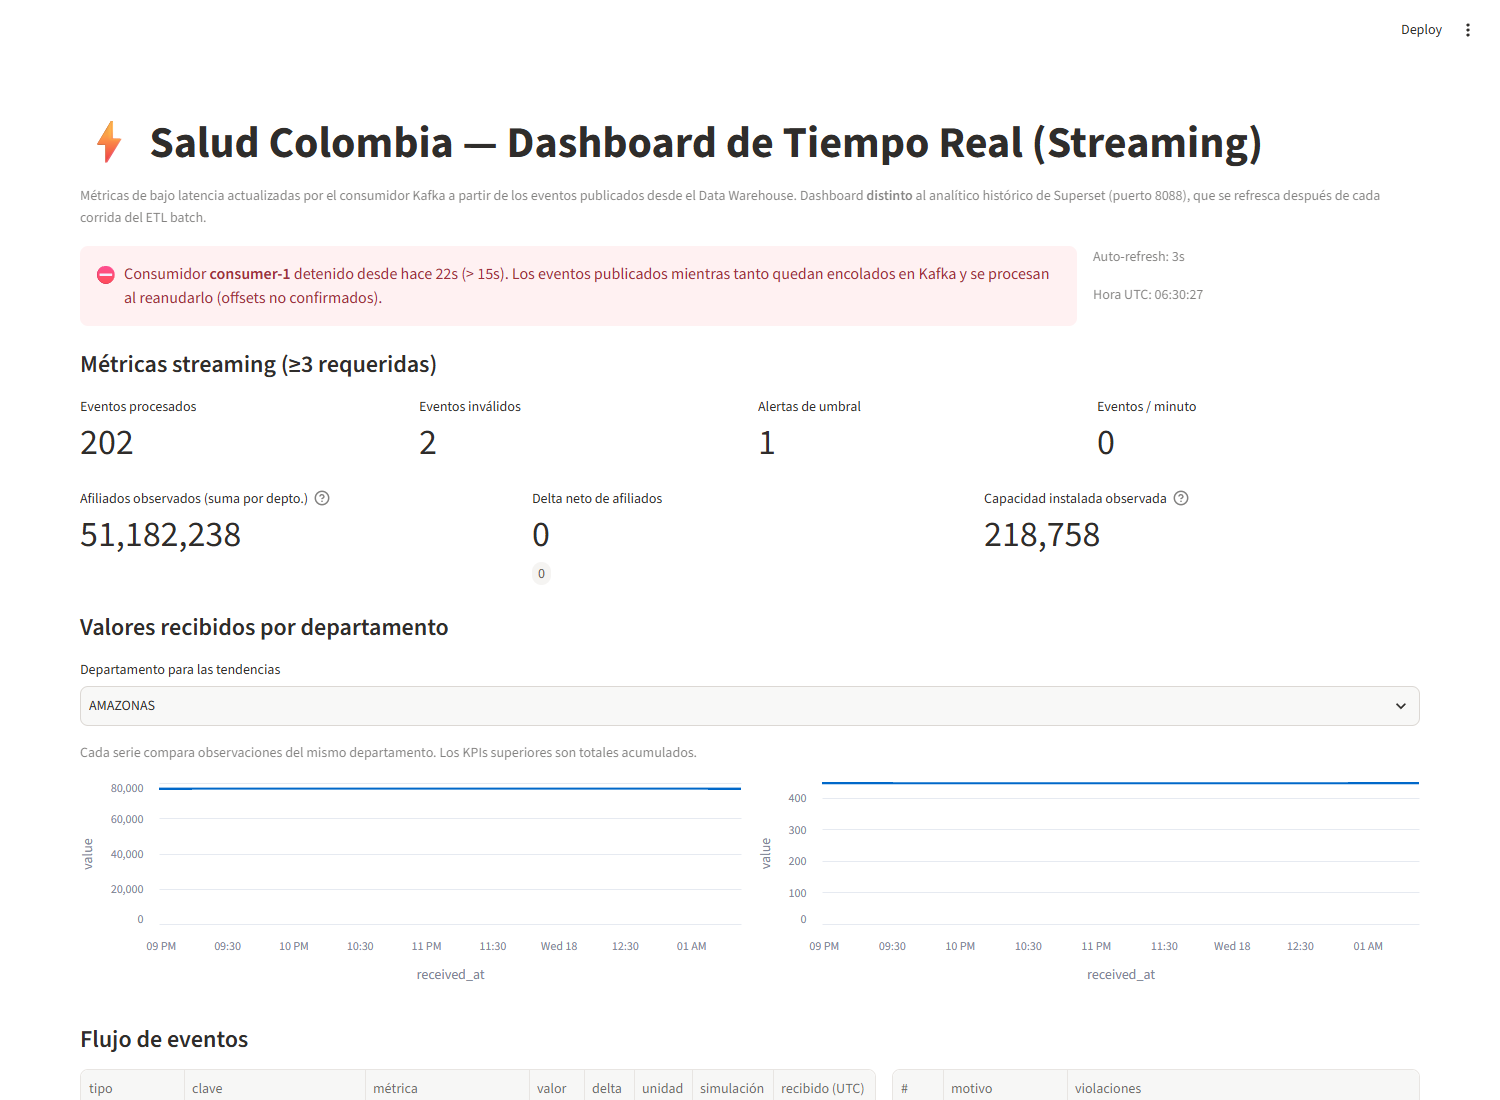 Deploy
Salud Colombia — Dashboard de Tiempo Real (Streaming)
Métricas de bajo latencia actualizadas por el consumidor Kafka a partir de los eventos publicados desde el Data Warehouse. Dashboard distinto al analítico histórico de Superset (puerto 8088), que se refresca después de cada
corrida del ETL batch.
Consumidor consumer-1 detenido desde hace 22s (> 15s). Los eventos publicados mientras tanto quedan encolados en Kafka y se procesan
al reanudarlo (offsets no confirmados).
Auto-refresh: 3s
Hora UTC: 06:30:27
Métricas streaming (≥3 requeridas)
Eventos procesados
202
Eventos inválidos
2
Alertas de umbral
1
Eventos / minuto
0
Afiliados observados (suma por depto.)
51,182,238
Delta neto de afiliados
0
0
Capacidad instalada observada
218,758
Valores recibidos por departamento
Departamento para las tendencias
AMAZONAS
Cada serie compara observaciones del mismo departamento. Los KPIs superiores son totales acumulados.
80,000
60,000
40,000
20,000
0
value
09 PM 09:30 10 PM 10:30 11 PM 11:30 Wed 18 12:30 01 AM
received_at
400
300
200
100
0
value
09 PM 09:30 10 PM 10:30 11 PM 11:30 Wed 18 12:30 01 AM
received_at
Flujo de eventos
tipo clave métrica valor delta unidad simulación recibido (UTC)
# motivo violaciones